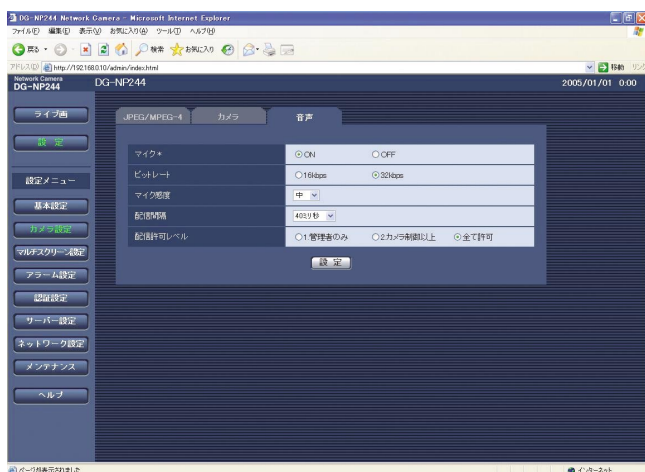 DG-NP244 Network Camera - Microsoft Internet Explorer
ファイル(F) 編集(E) 表示(V) お気に入り(A) ツール(T) ヘルプ(H)
戻る 検索 お気に入り
アドレス(D) http://192.168.0.10/admin/index.html 移動 リンク
Network Camera
DG-NP244
DG-NP244 2005/01/01 0:00
ライブ画
設 定
設定メニュー
基本設定
カメラ設定
マルチスクリーン設定
アラーム設定
認証設定
サーバー設定
ネットワーク設定
メンテナンス
ヘルプ
JPEG/MPEG-4 カメラ 音声
マイク* ON OFF
ビットレート 16kbps 32kbps
マイク感度 中
配信間隔
配信許可レベル 1.管理者のみ 2.カメラ制御以上 全て許可
設 定
ページが表示されました インターネット